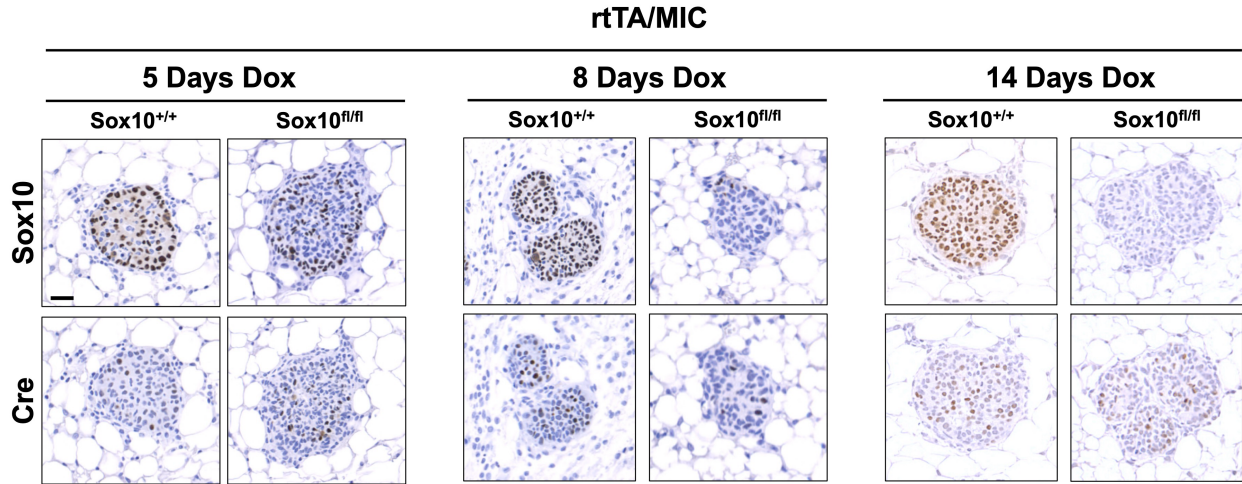 rtTA/MIC
5 Days Dox 8 Days Dox 14 Days Dox
Sox10+/+ Sox10fl/fl Sox10+/+ Sox10fl/fl Sox10+/+ Sox10fl/fl
Sox10
Cre